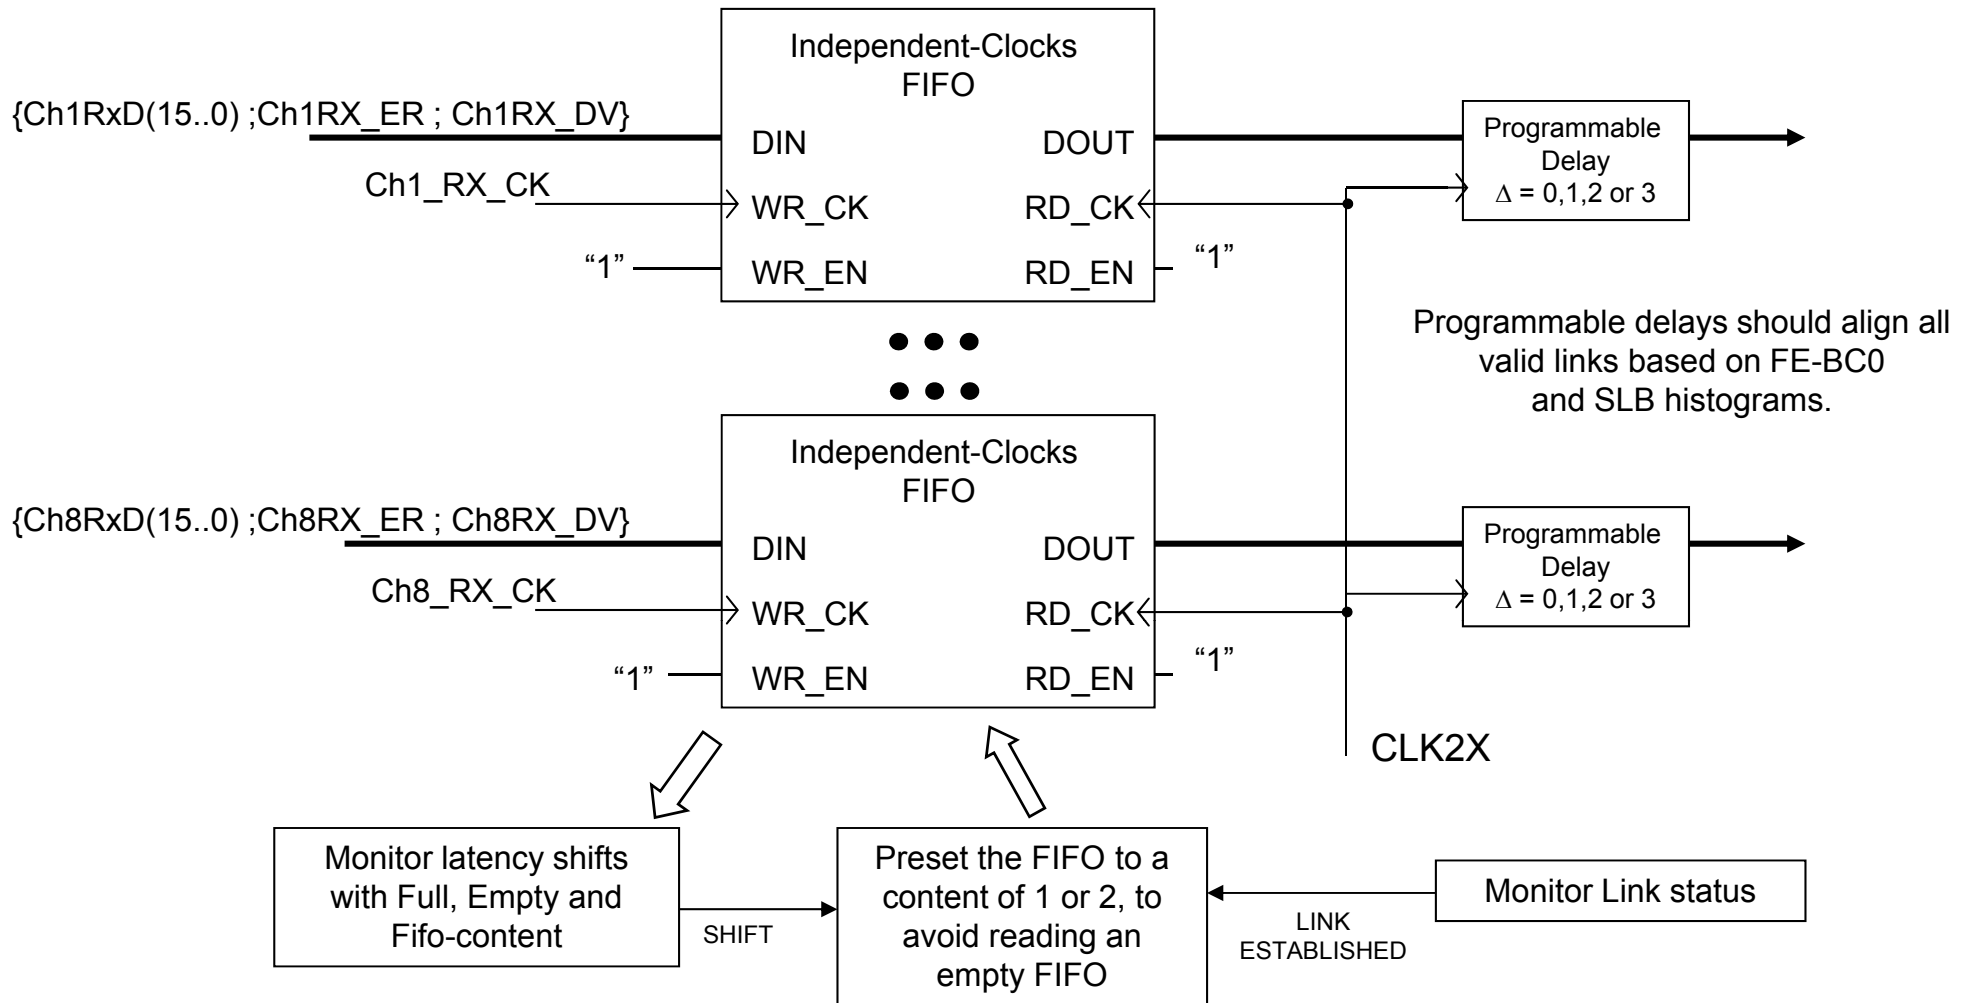 Independent-Clocks
FIFO
{Ch1RxD(15..0) ;Ch1RX_ER ; Ch1RX_DV}
DIN
DOUT
Ch1_RX_CK
WR_CK
RD_CK
“1”
WR_EN
RD_EN
“1”
Programmable
Delay
Δ = 0,1,2 or 3
Programmable delays should align all
valid links based on FE-BC0
and SLB histograms.
Independent-Clocks
FIFO
{Ch8RxD(15..0) ;Ch8RX_ER ; Ch8RX_DV}
DIN
DOUT
Ch8_RX_CK
WR_CK
RD_CK
“1”
WR_EN
RD_EN
“1”
Programmable
Delay
Δ = 0,1,2 or 3
CLK2X
Monitor latency shifts
with Full, Empty and
Fifo-content
SHIFT
Preset the FIFO to a
content of 1 or 2, to
avoid reading an
empty FIFO
LINK
ESTABLISHED
Monitor Link status